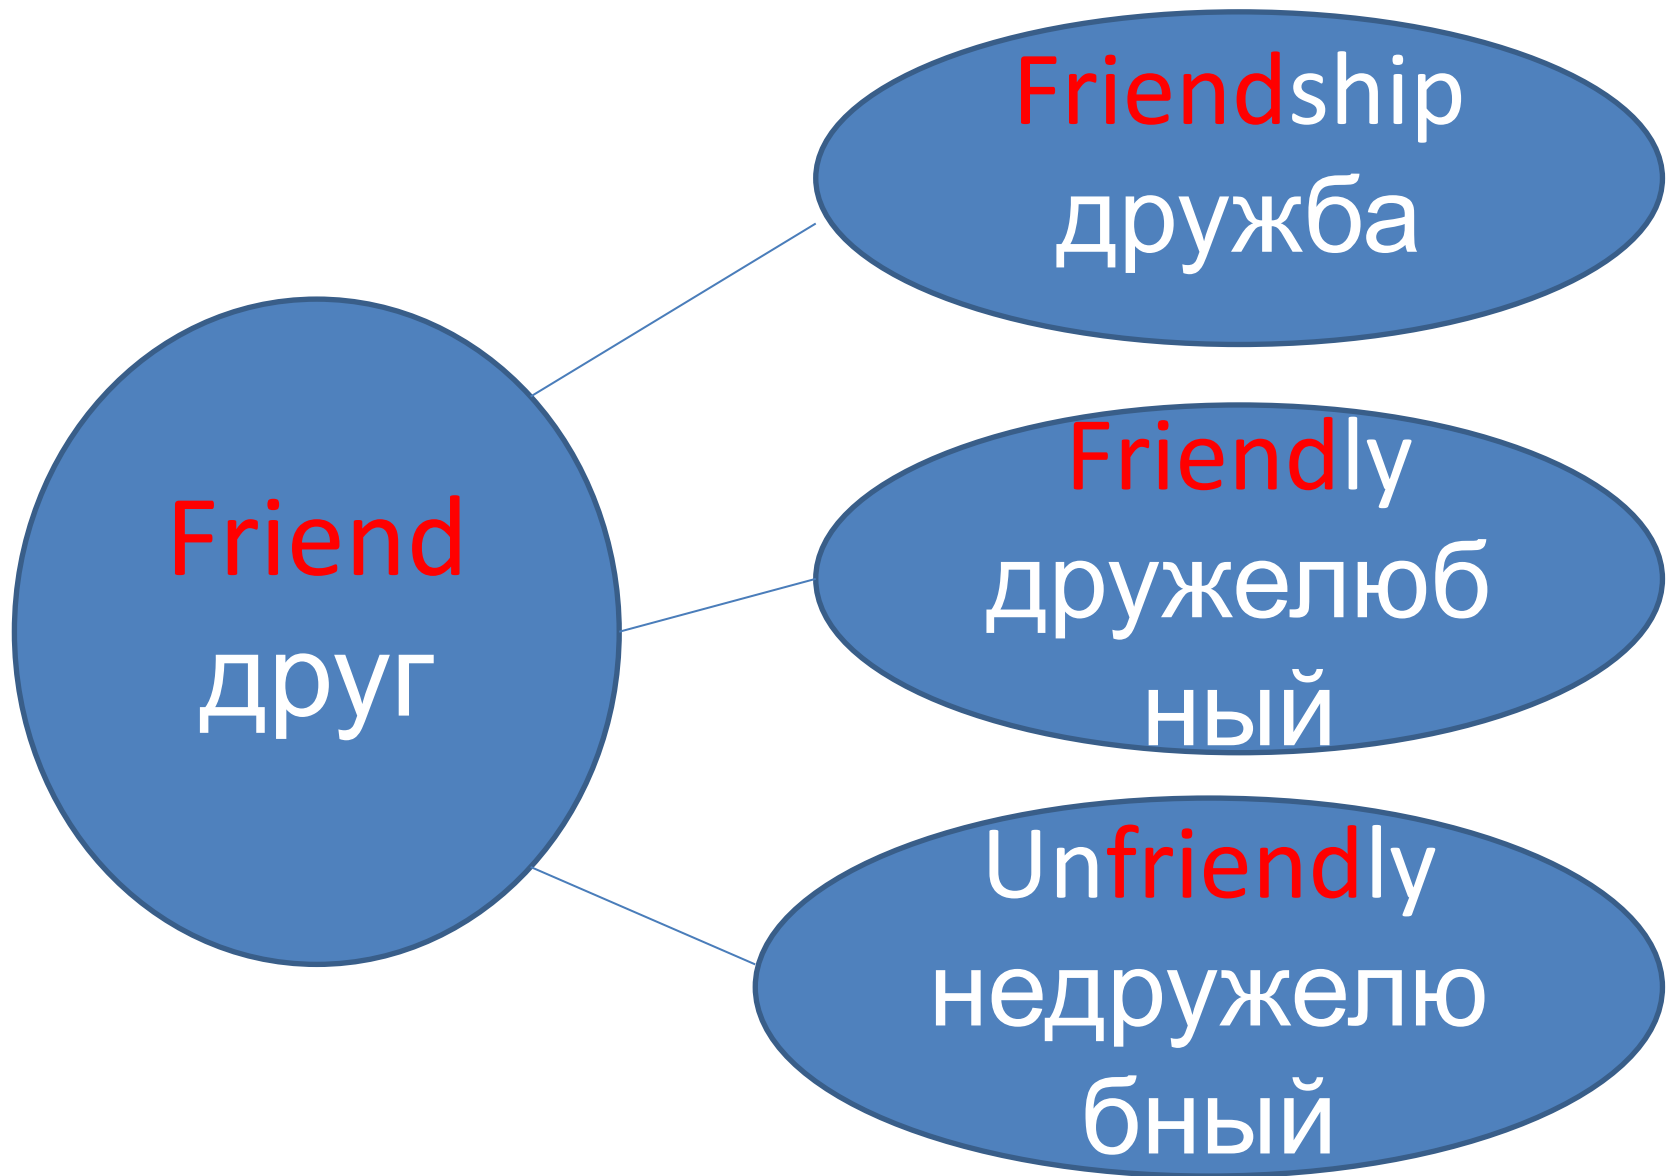 Friend
друг
Friendship
дружба
Friendly
дружелюб
ный
Unfriendly
недружелю
бный